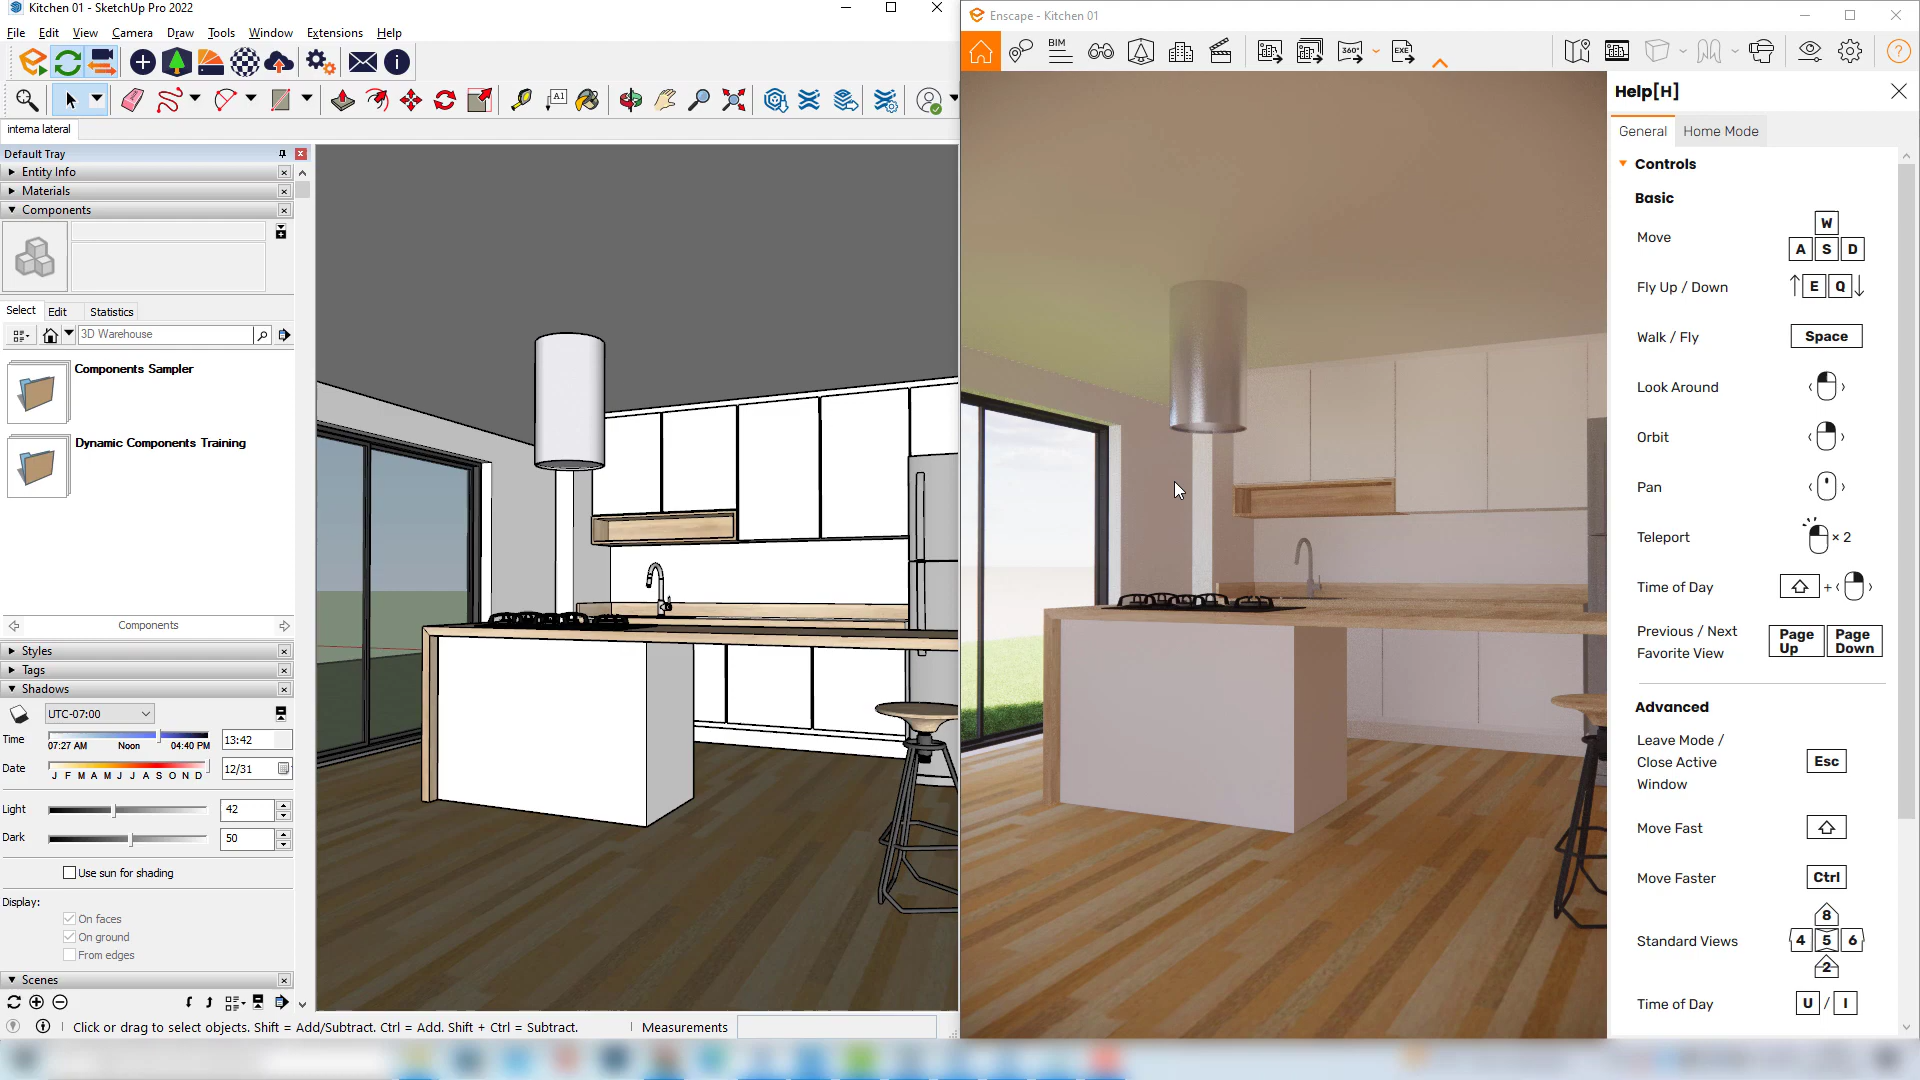 Kitchen 01 - SketchUp Pro 2022
File Edit View Camera Draw Tools Window Extensions Help
A1
interna lateral
Default Tray
Entity Info
Materials
Components
Select Edit Statistics
3D Warehouse
Components Sampler
Dynamic Components Training
Components
Styles
Tags
Shadows
UTC-07:00
Time 07:27 AM Noon 04:40 PM 13:42
Date J F M A M J J A S O N D 12/31
Light 42
Dark 50
Use sun for shading
Display:
On faces
On ground
From edges
Scenes
Click or drag to select objects. Shift = Add/Subtract. Ctrl = Add. Shift + Ctrl = Subtract. Measurements
Enscape - Kitchen 01
BIM
360°
EXE
?
Help[H]
General Home Mode
Controls
Basic
Move W A S D
Fly Up / Down E Q
Walk / Fly Space
Look Around
Orbit
Pan
Teleport × 2
Time of Day +
Previous / Next Favorite View Page Up Page Down
Advanced
Leave Mode / Close Active Window Esc
Move Fast
Move Faster Ctrl
Standard Views 8 4 5 6 2
Time of Day U / I